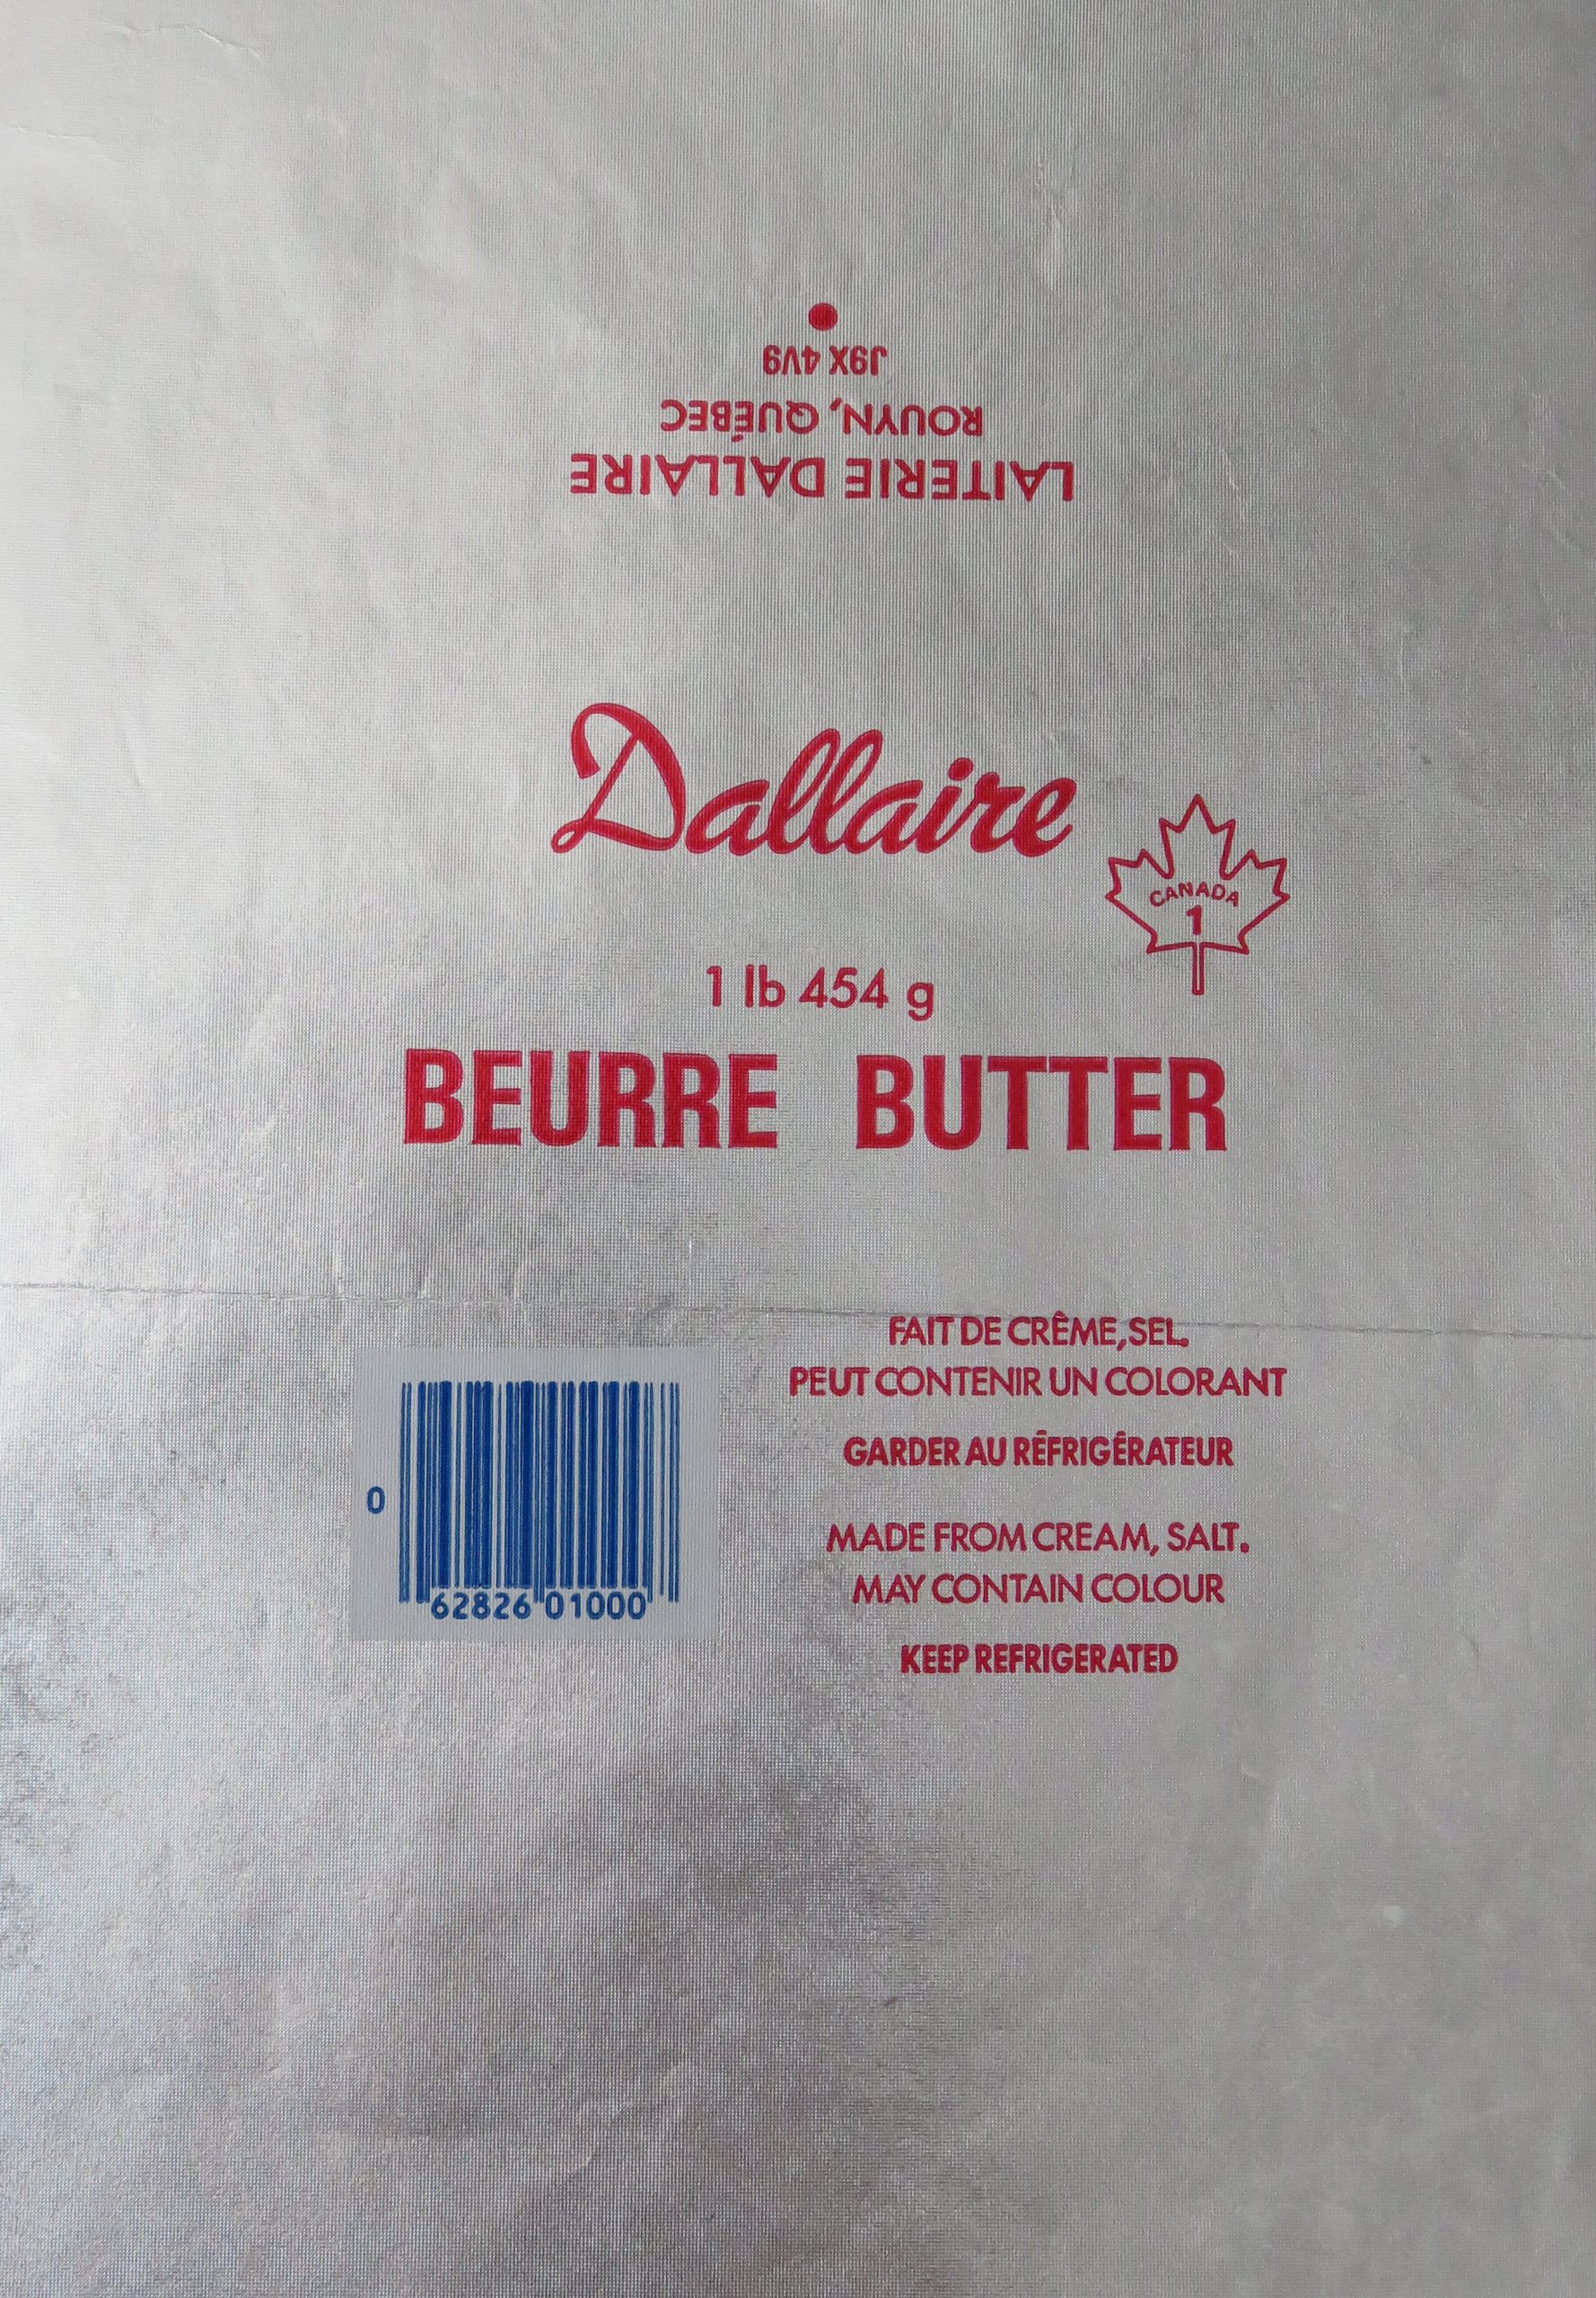 LAITERIE DALLAIRE
ROUYN, QUÉBEC
J9X 4V9
Dallaire
CANADA
1
1 lb 454 g
BEURRE BUTTER
FAIT DE CRÊME, SEL.
PEUT CONTENIR UN COLORANT
GARDER AU RÉFRIGÉRATEUR
MADE FROM CREAM, SALT.
MAY CONTAIN COLOUR
KEEP REFRIGERATED
0 62826 01000